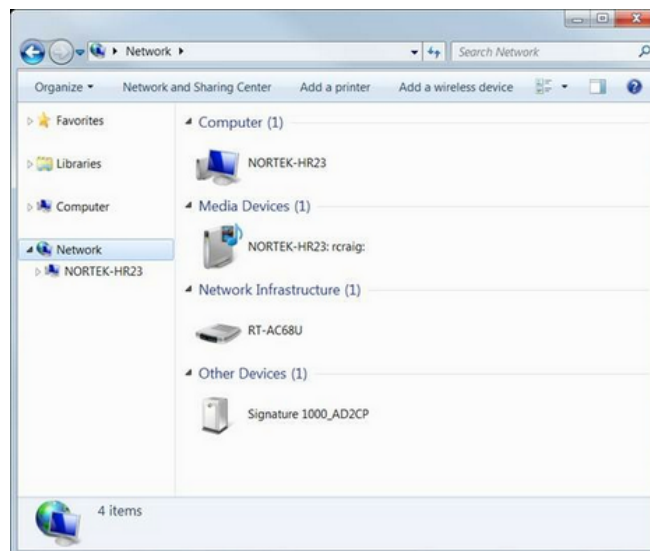 Network
Search Network
Organize
Network and Sharing Center
Add a printer
Add a wireless device
Favorites
Libraries
Computer
Network
NORTEK-HR23
Computer (1)
NORTEK-HR23
Media Devices (1)
NORTEK-HR23: rcraig:
Network Infrastructure (1)
RT-AC68U
Other Devices (1)
Signature 1000_AD2CP
4 items